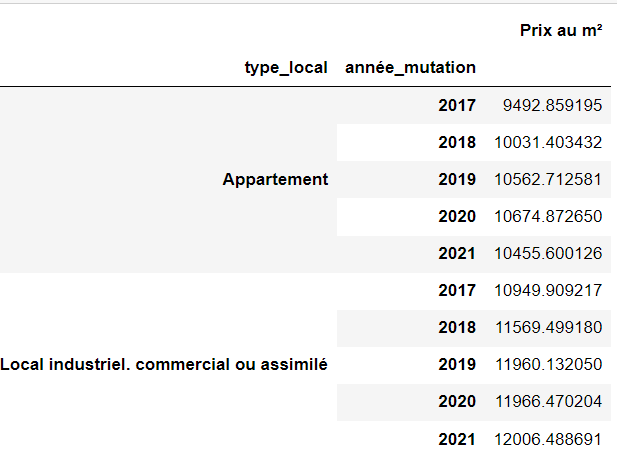 Prix au m²
type_local année_mutation
2017 9492.859195
2018 10031.403432
Appartement 2019 10562.712581
2020 10674.872650
2021 10455.600126
2017 10949.909217
2018 11569.499180
Local industriel. commercial ou assimilé 2019 11960.132050
2020 11966.470204
2021 12006.488691